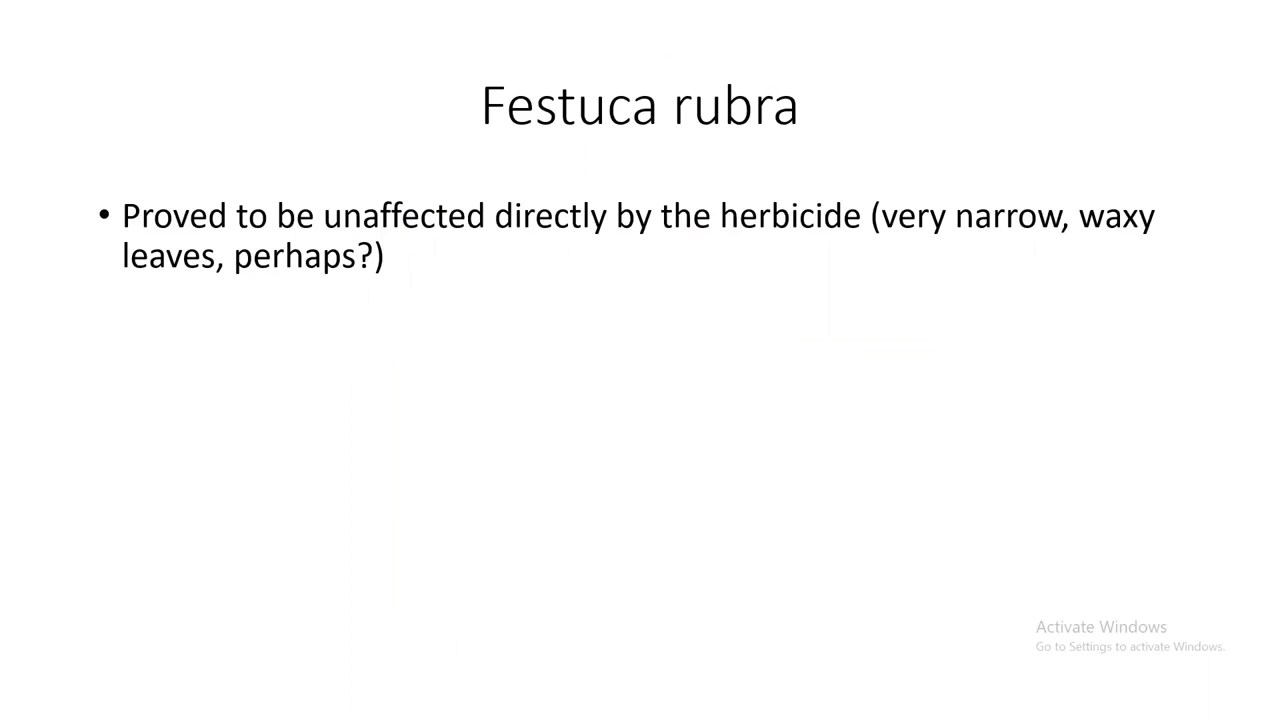 Festuca rubra
• Proved to be unaffected directly by the herbicide (very narrow, waxy
leaves, perhaps?)
Activate Windows
Go to Settings to activate Windows.